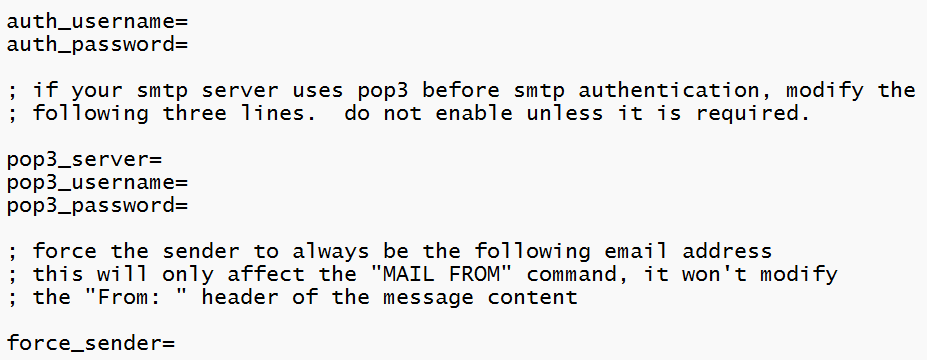 auth_username=
auth_password=
; if your smtp server uses pop3 before smtp authentication, modify the
; following three lines.  do not enable unless it is required.
pop3_server=
pop3_username=
pop3_password=
; force the sender to always be the following email address
; this will only affect the "MAIL FROM" command, it won't modify
; the "From: " header of the message content
force_sender=